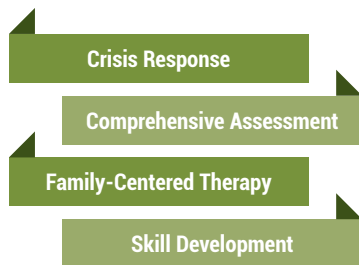 Crisis Response
Comprehensive Assessment
Family-Centered Therapy
Skill Development